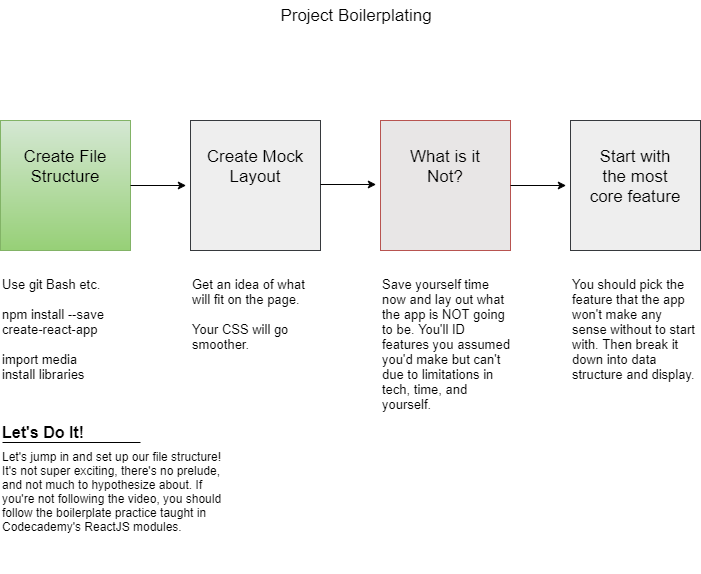 Project Boilerplating
Create File
Structure
Create Mock
Layout
What is it
Not?
Start with
the most
core feature
Use git Bash etc.
npm install --save
create-react-app
import media
install libraries
Get an idea of what
will fit on the page.
Your CSS will go
smoother.
Save yourself time
now and lay out what
the app is NOT going
to be. You'll ID
features you assumed
you'd make but can't
due to limitations in
tech, time, and
yourself.
You should pick the
feature that the app
won't make any
sense without to start
with. Then break it
down into data
structure and display.
Let's Do It!
Let's jump in and set up our file structure!
It's not super exciting, there's no prelude,
and not much to hypothesize about. If
you're not following the video, you should
follow the boilerplate practice taught in
Codecademy's ReactJS modules.